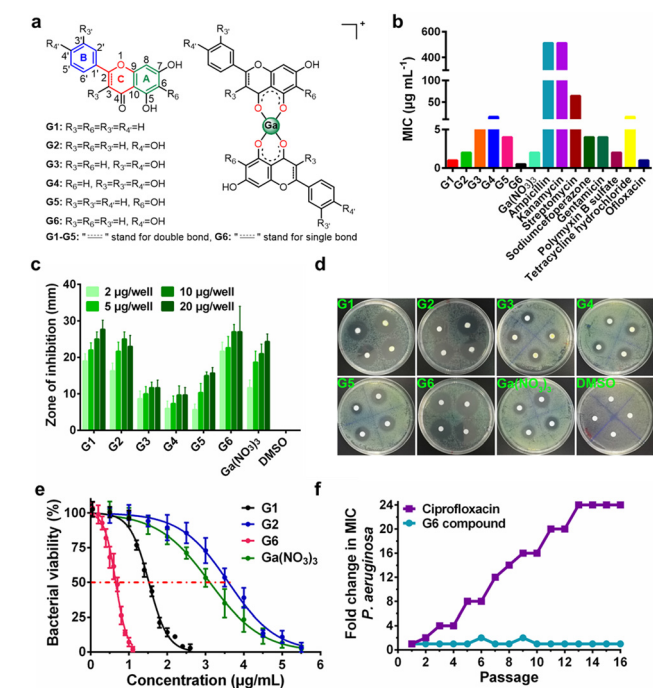 a
R3'
R4'
3'
2'
4'
B
5'
1'
6'
1
O
8
9
7
OH
2
C
A
3
10
6
R3
4
5
R6
O
OH
+
R3'
R4'
O
OH
R3
R6
O
O
Ga
O
O
R6
R3
HO
O
R4'
R3'
G1: R3=R6=R3'=R4'=H
G2: R3=R6=R3'=H, R4'=OH
G3: R3=R6=H, R3'=R4'=OH
G4: R6=H, R3=R3'=R4'=OH
G5: R3=R3'=R4'=H, R6=OH
G6: R3=R6=R3'=H, R4'=OH
G1-G5: " " stand for double bond, G6: " " stand for single bond
b
MIC (µg mL⁻¹)
600
350
100
100
50
20
5
0
G1
G2
G3
G4
G5
G6
Ga(NO3)3
Ampicillin
Kanamycin
Streptomycin
Sodiumcefoperazone
Gentamicin
Polymyxin B sulfate
Tetracycline hydrochloride
Ofloxacin
c
2 µg/well
10 µg/well
5 µg/well
20 µg/well
Zone of inhibition (mm)
40
30
20
10
0
G1
G2
G3
G4
G5
G6
Ga(NO3)3
DMSO
d
G1
G2
G3
G4
G5
G6
Ga(NO3)3
DMSO
e
G1
G2
G6
Ga(NO3)3
Bacterial viability (%)
100
75
50
25
0
0
1
2
3
4
5
6
Concentration (µg/mL)
f
Ciprofloxacin
G6 compound
Fold change in MIC
P. aeruginosa
24
20
16
12
8
4
0
0
2
4
6
8
10
12
14
16
Passage